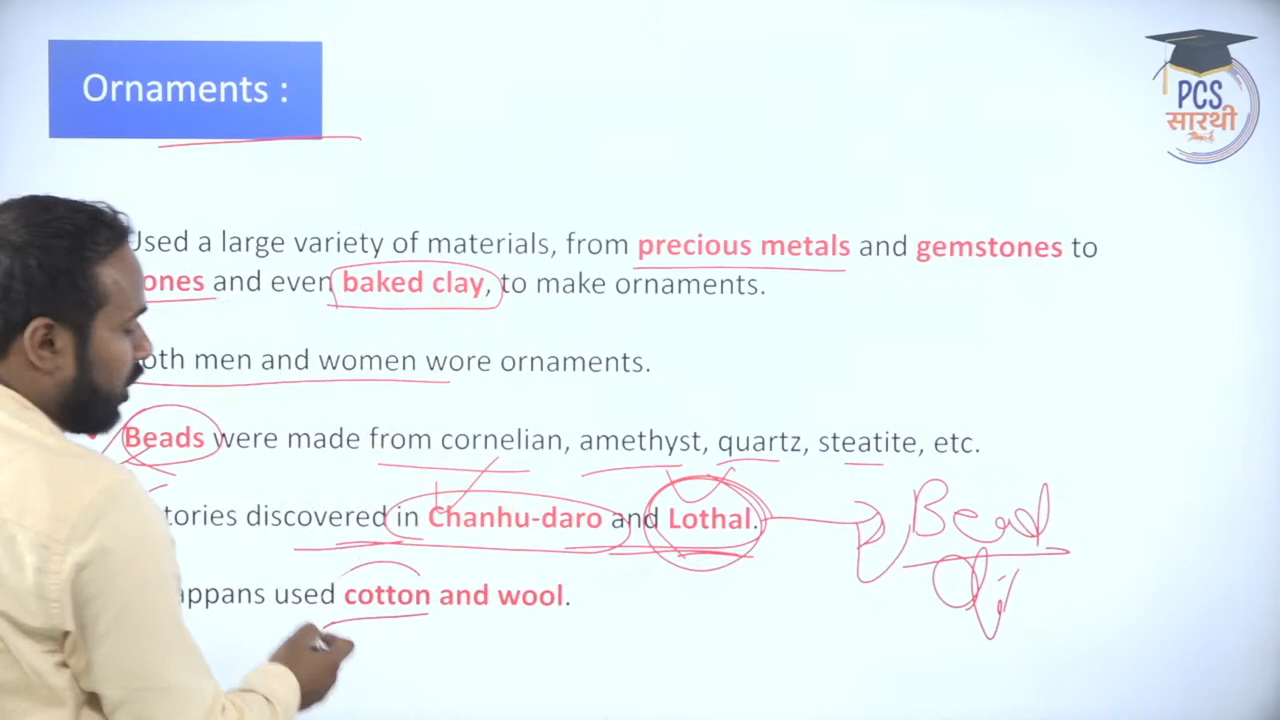 Ornaments :
PCS
सारथी
Used a large variety of materials, from precious metals and gemstones to
ones and even baked clay, to make ornaments.
oth men and women wore ornaments.
Beads were made from cornelian, amethyst, quartz, steatite, etc.
tories discovered in Chanhu-daro and Lothal.
Bead
appans used cotton and wool.